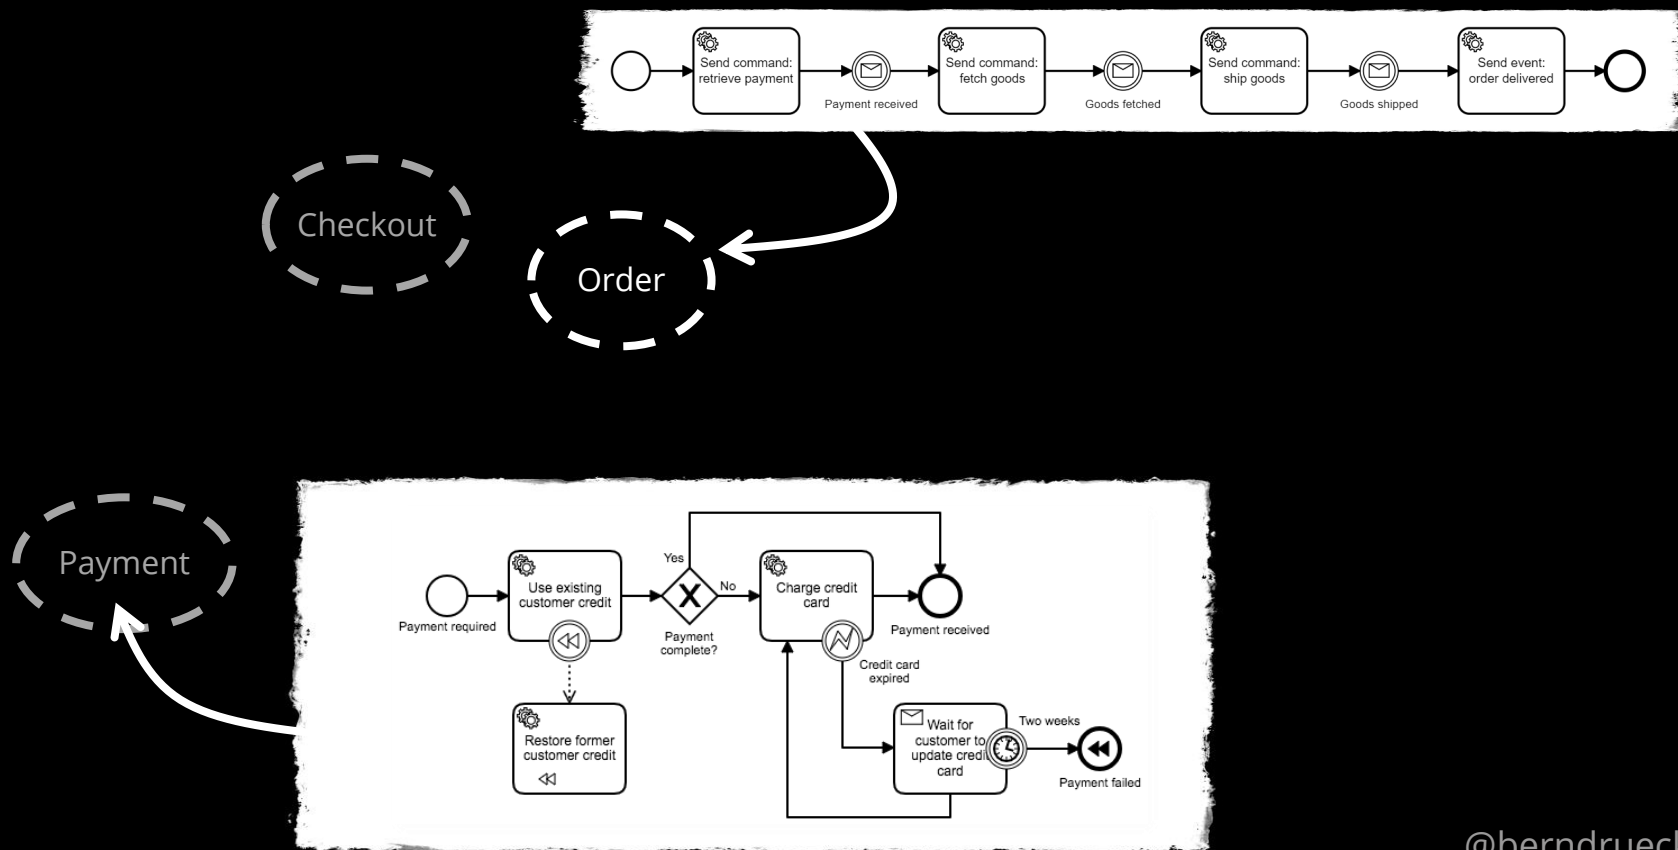 Send command:
retrieve payment
Payment received
Send command:
fetch goods
Goods fetched
Send command:
ship goods
Goods shipped
Send event:
order delivered
Checkout
Order
Payment
Payment required
Use existing
customer credit
Restore former
customer credit
Yes
No
Payment
complete?
Charge credit
card
Payment received
Credit card
expired
Wait for
customer to
update credit
card
Two weeks
Payment failed